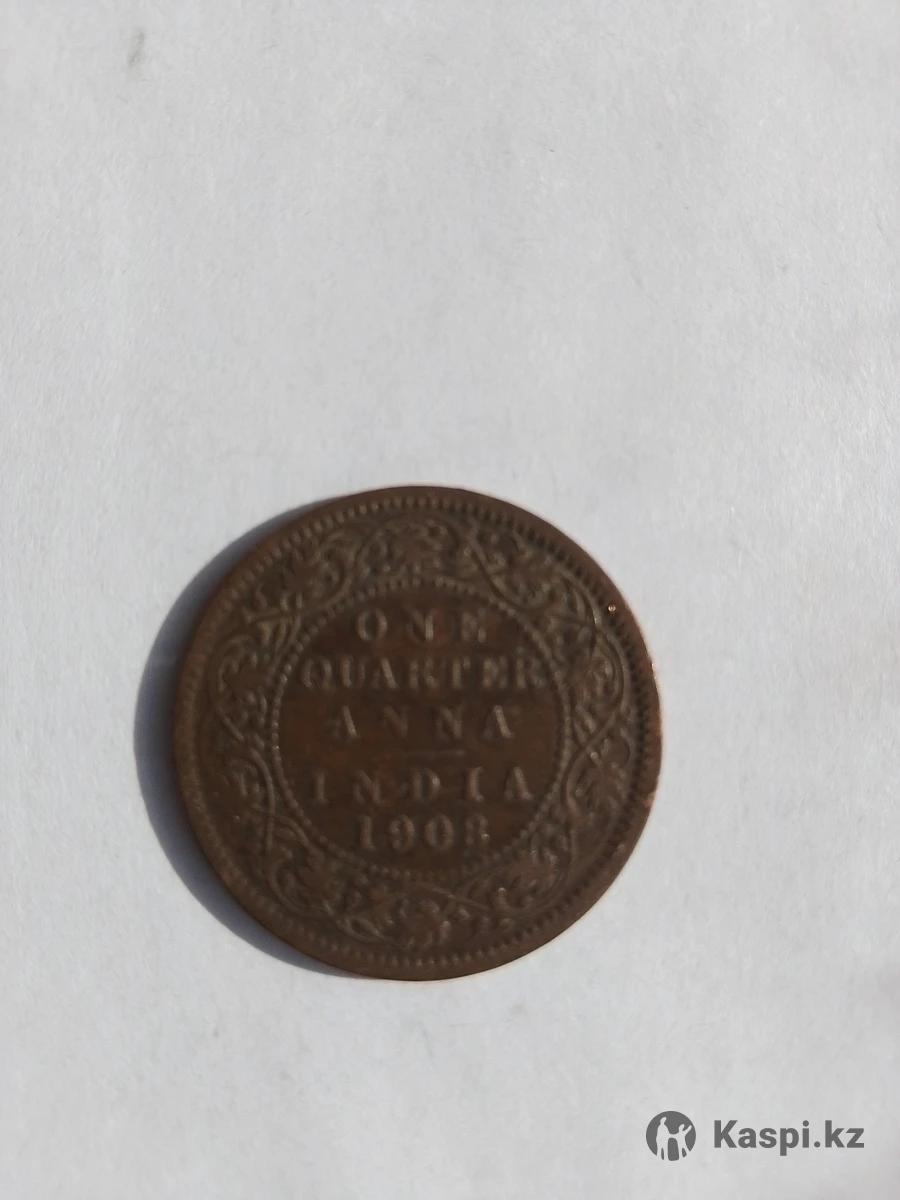 ONE
QUARTER
ANNA
INDIA
1908
Kaspi.kz